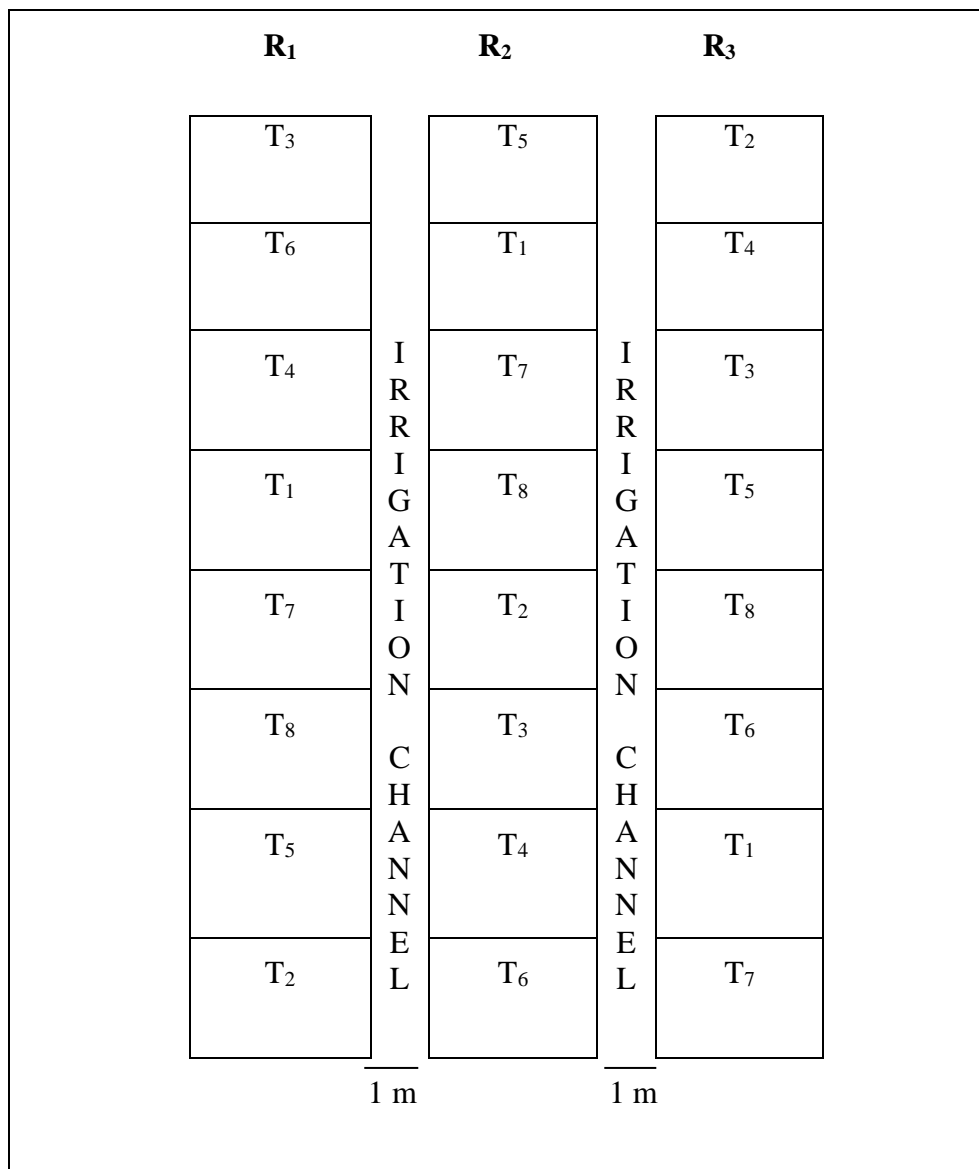 R₁ R₂ R₃
T₃ T₅ T₂
T₆ T₁ T₄
T₄ T₇ T₃
T₁ T₈ T₅
T₇ T₂ T₈
T₈ T₃ T₆
T₅ T₄ T₁
T₂ T₆ T₇
IRRIGATION CHANNEL
IRRIGATION CHANNEL
1 m 1 m